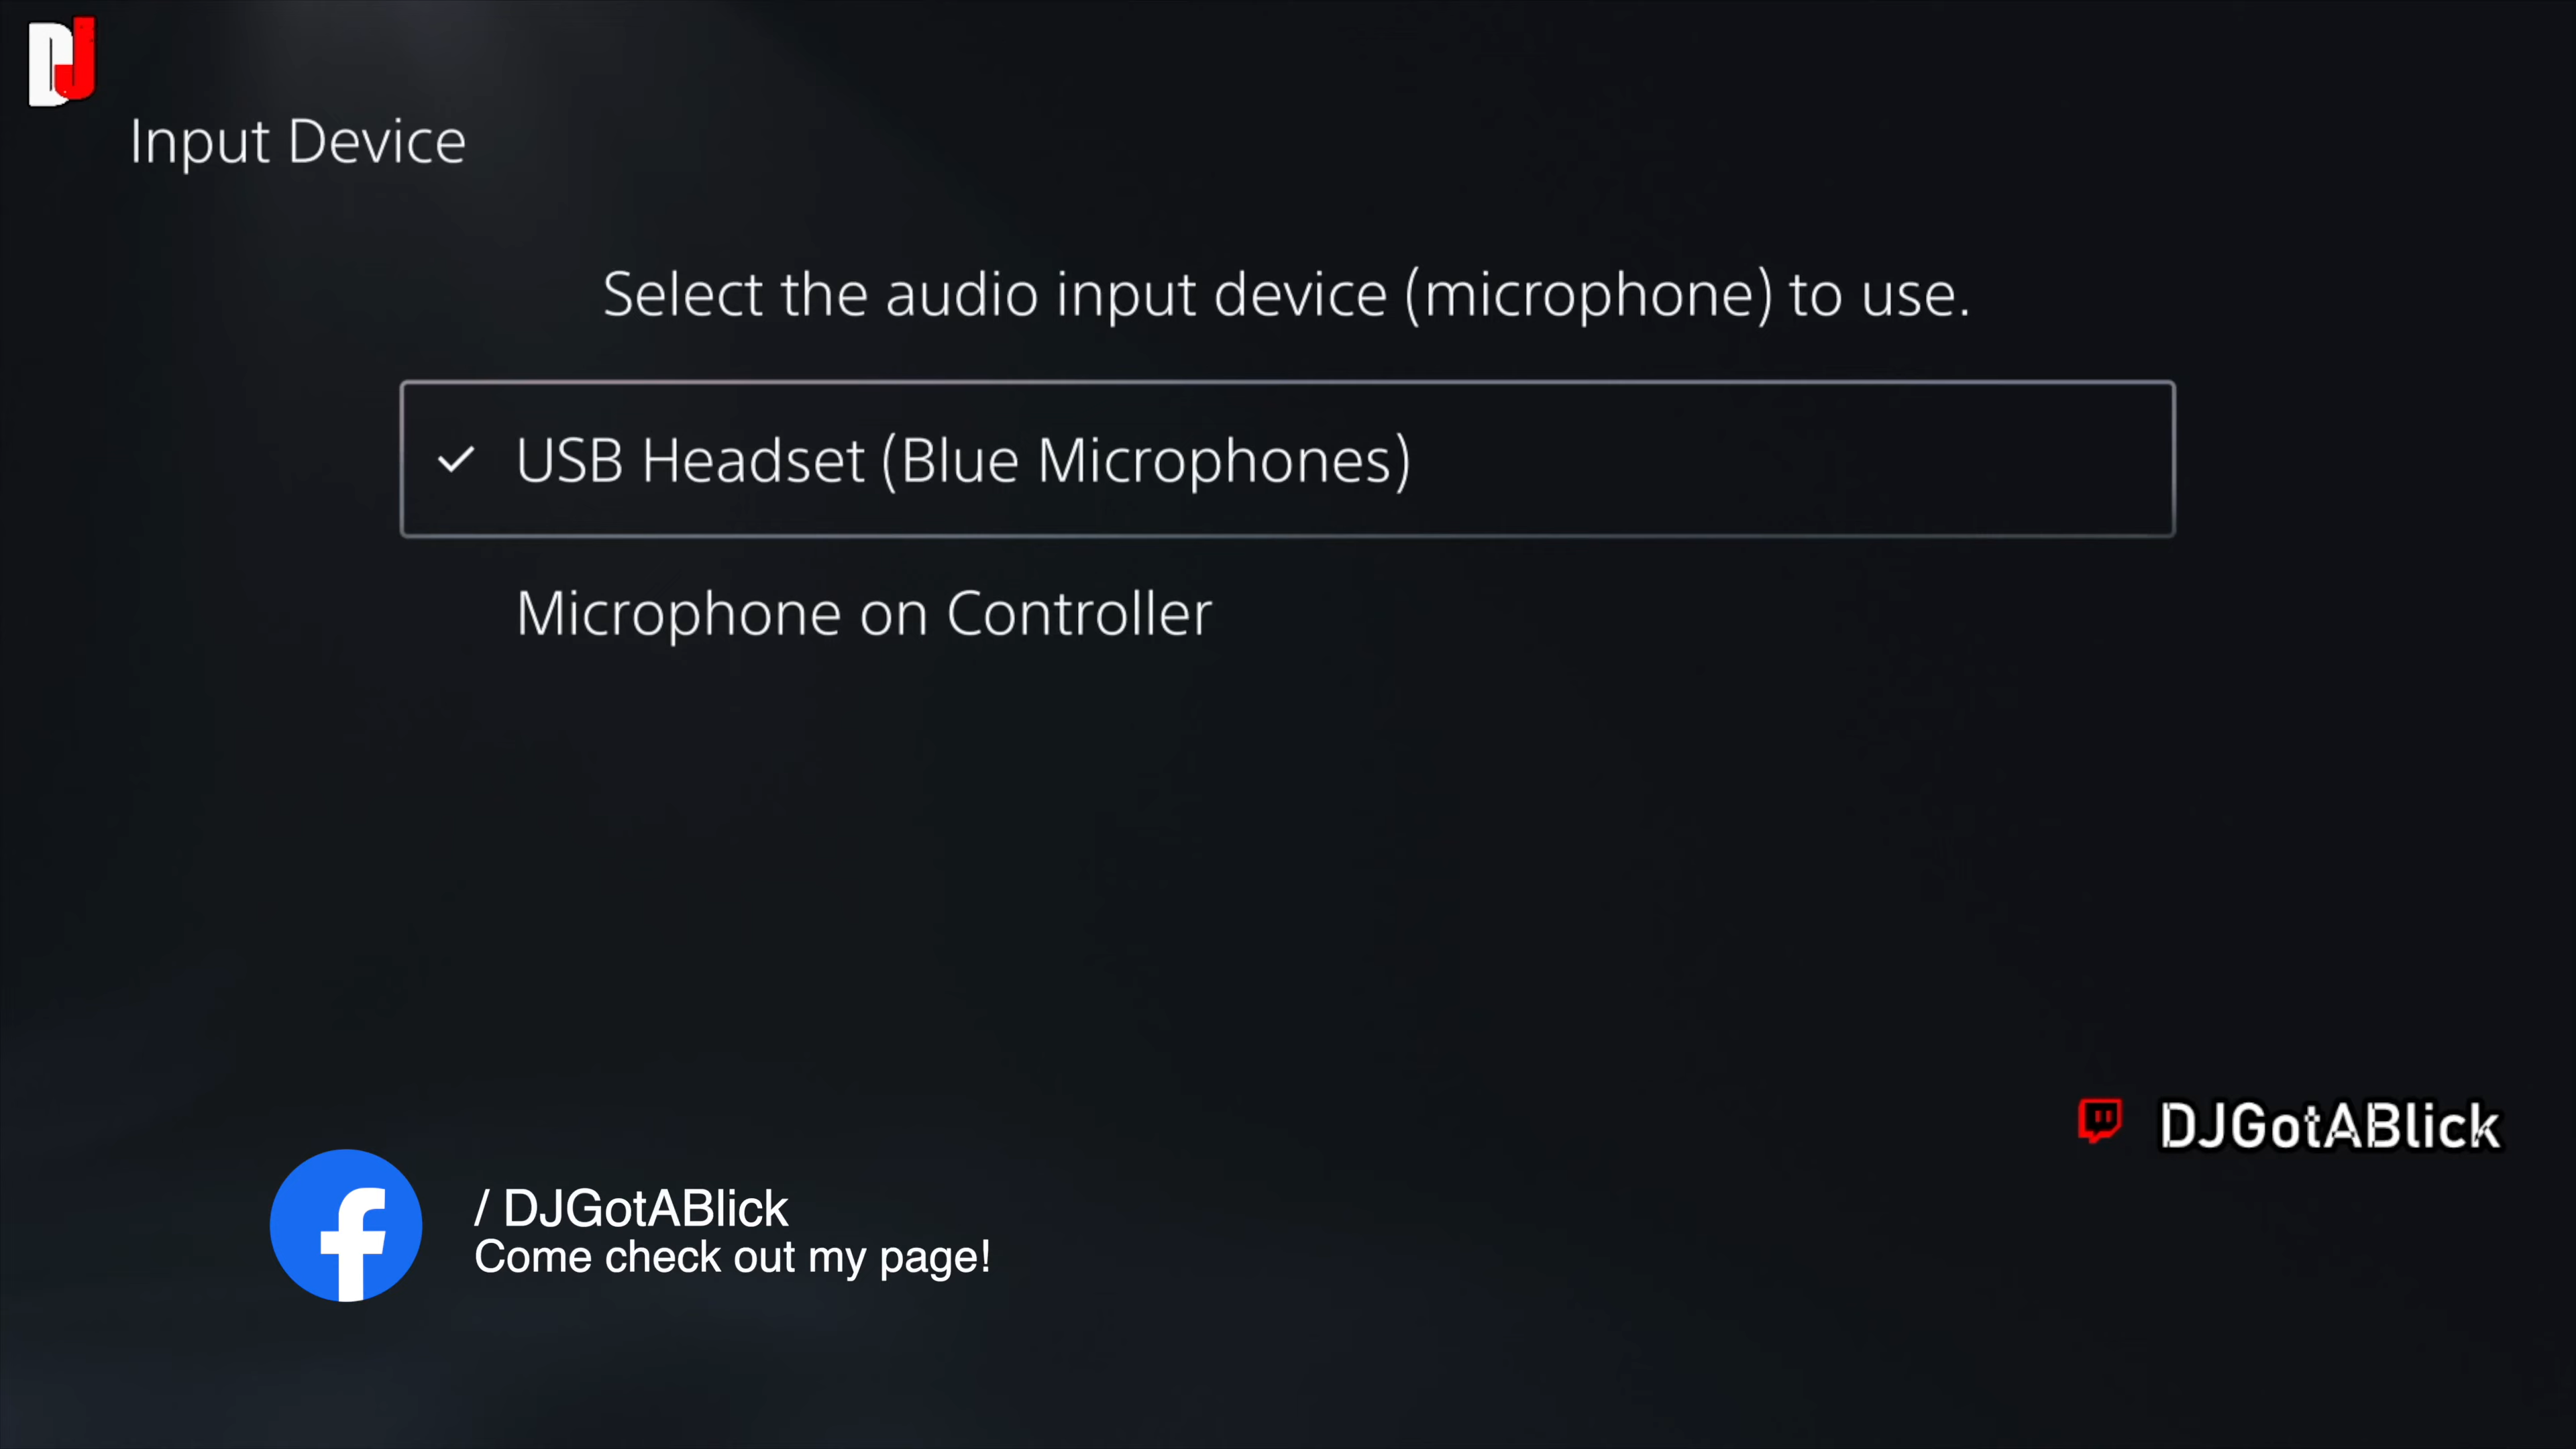 DJ
Input Device
Select the audio input device (microphone) to use.
USB Headset (Blue Microphones)
Microphone on Controller
DJGotABlick
/ DJGotABlick
Come check out my page!